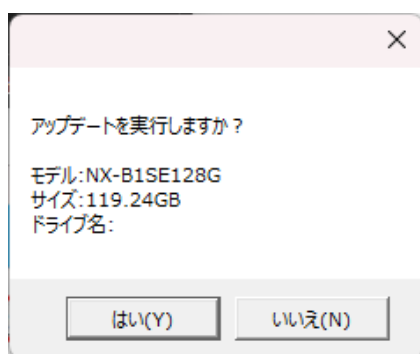 アップデートを実行しますか?
モデル:NX-B1SE128G
サイズ:119.24GB
ドライブ名:
はい(Y)
いいえ(N)